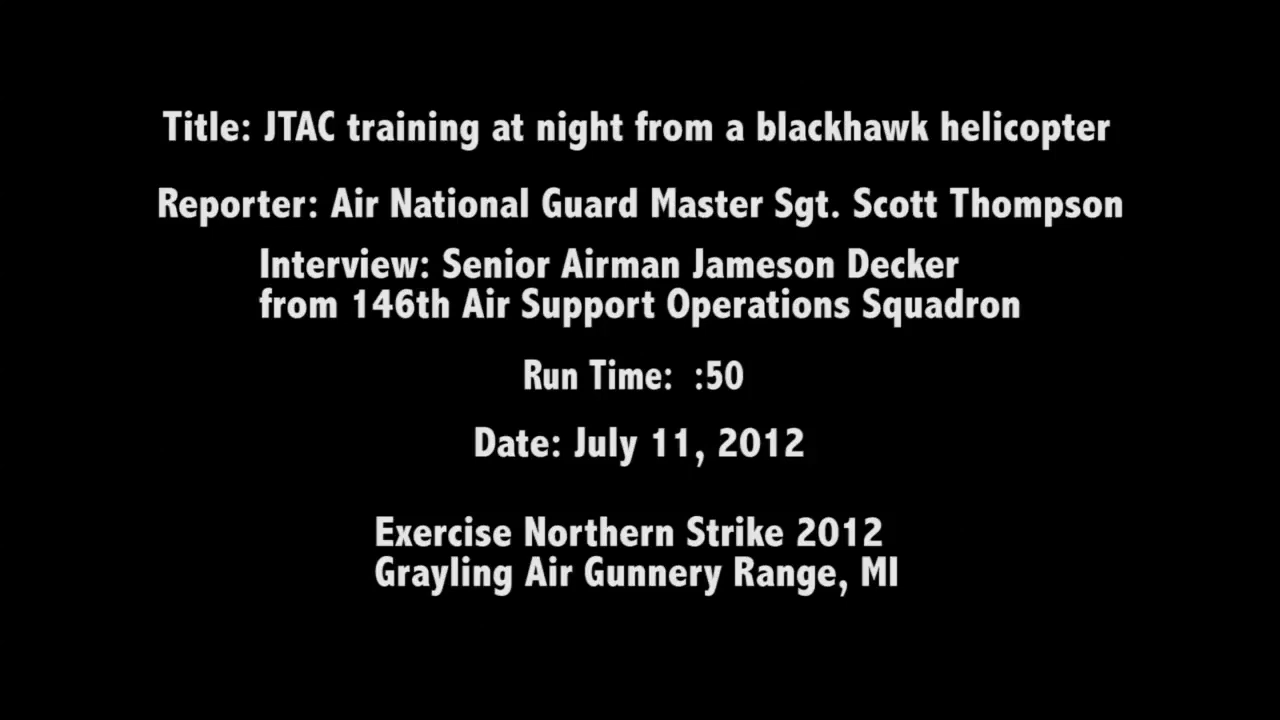 Title: JTAC training at night from a blackhawk helicopter
Reporter: Air National Guard Master Sgt. Scott Thompson
Interview: Senior Airman Jameson Decker
from 146th Air Support Operations Squadron
Run Time:  :50
Date: July 11, 2012
Exercise Northern Strike 2012
Grayling Air Gunnery Range, MI